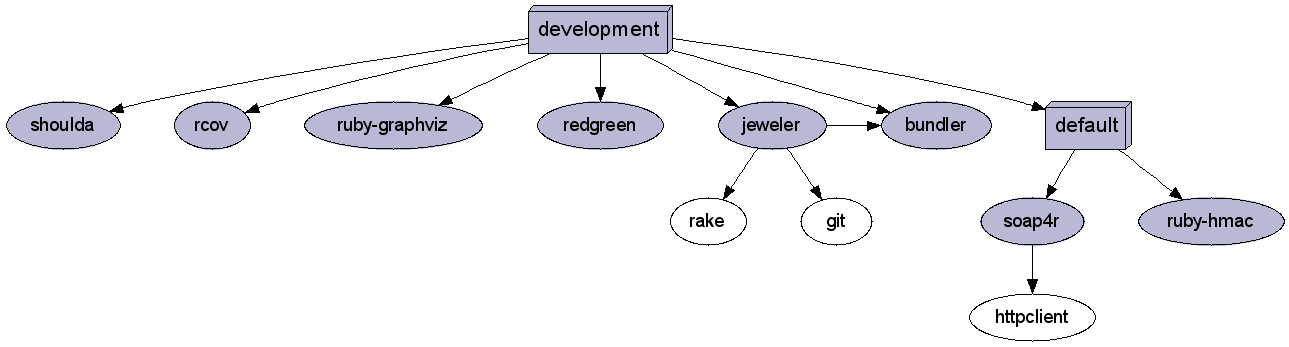 development
shoulda
rcov
ruby-graphviz
redgreen
jeweler
bundler
default
rake
git
soap4r
ruby-hmac
httpclient